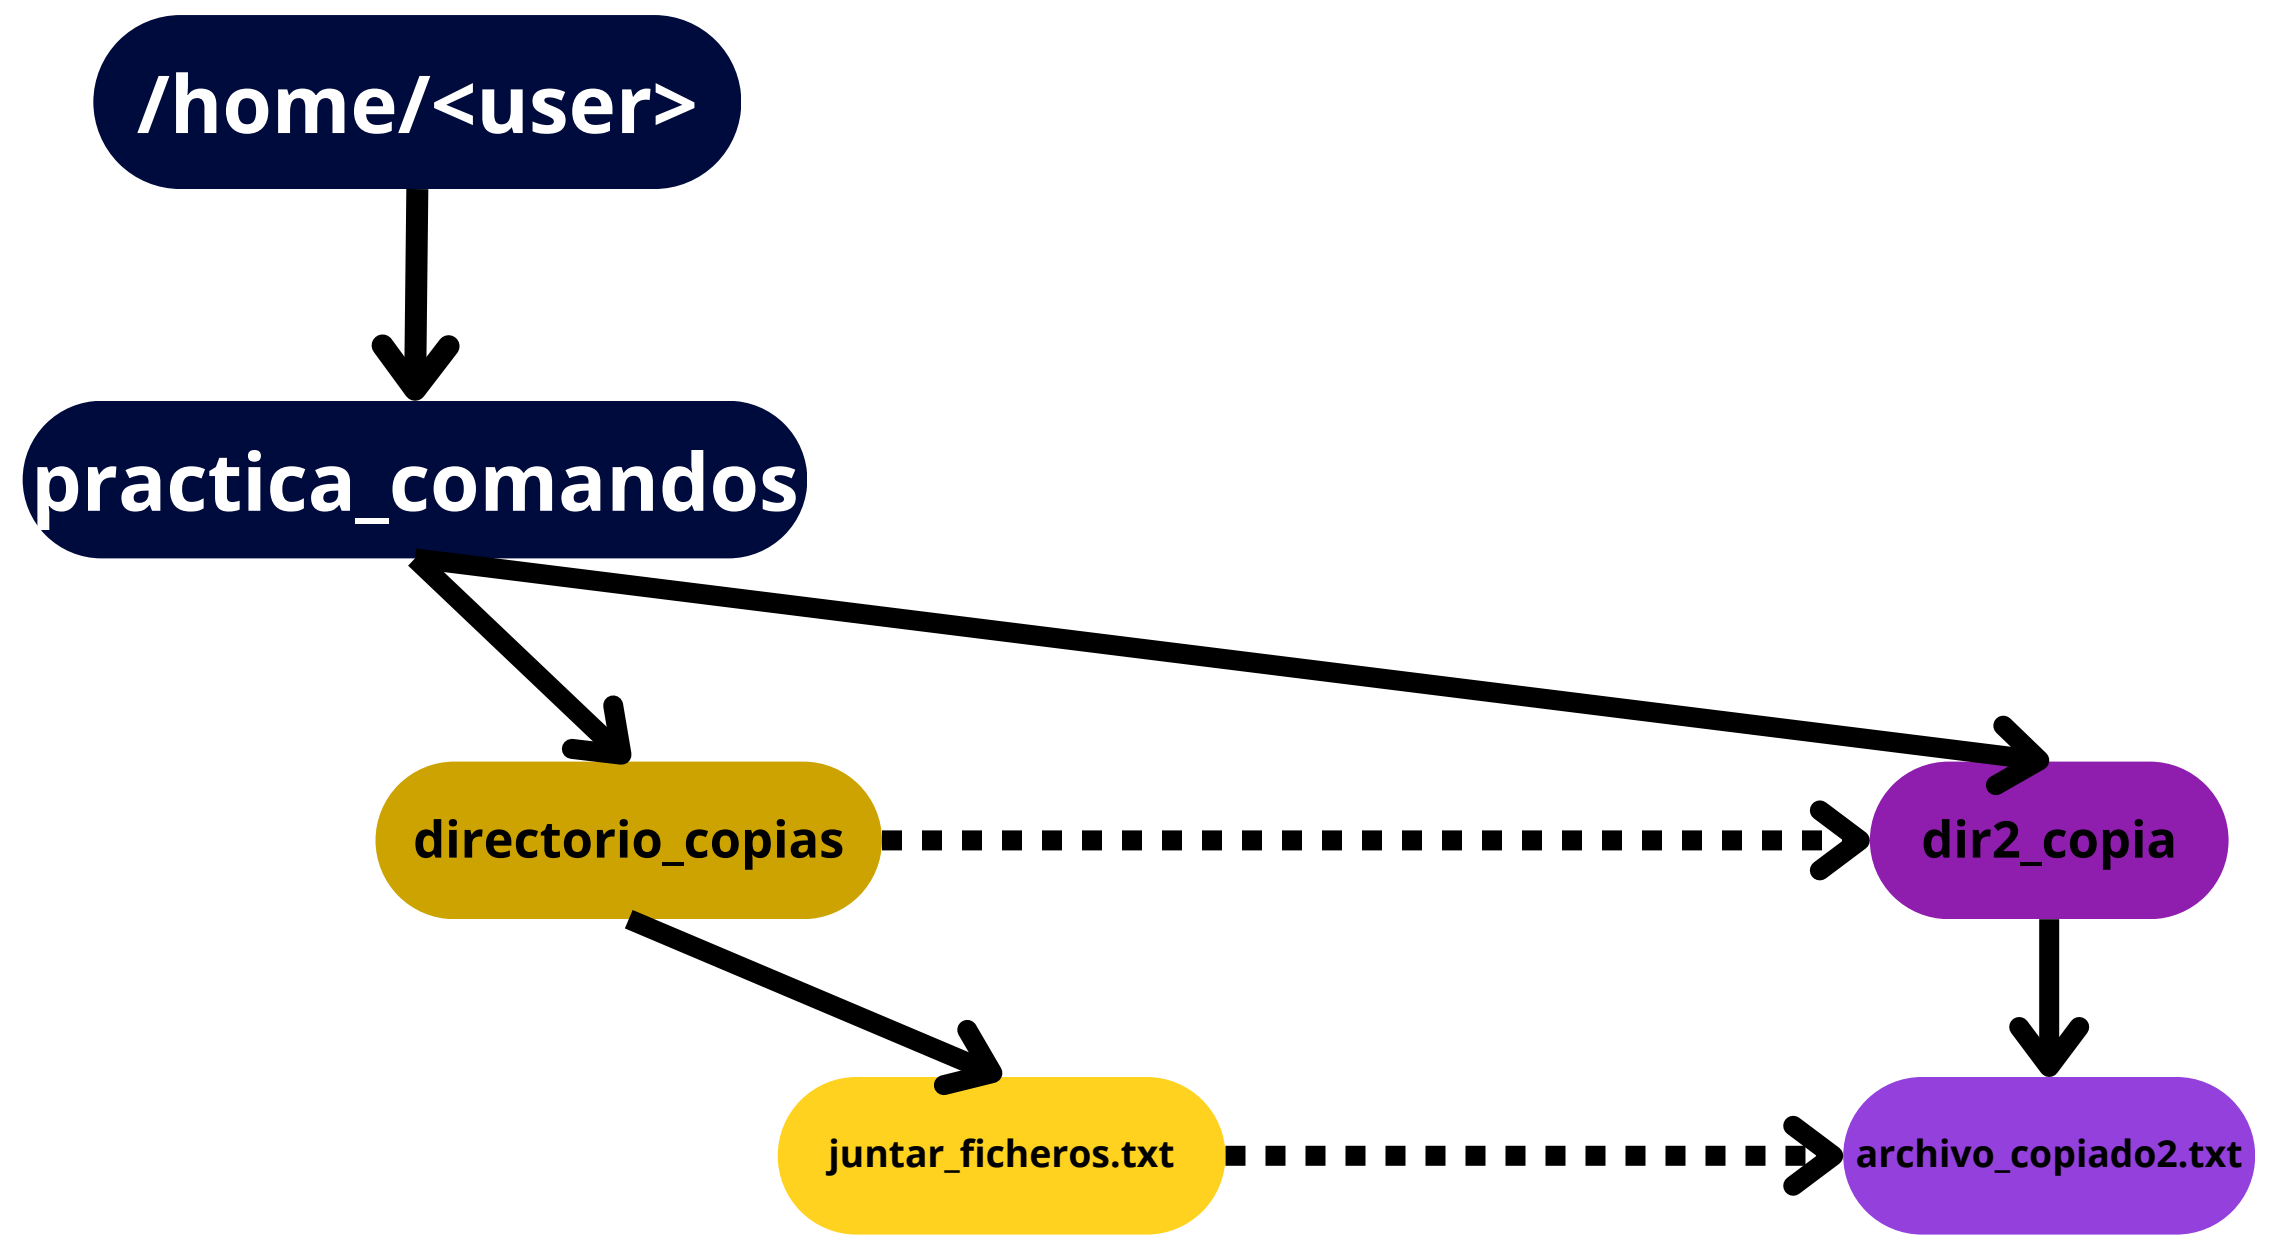 /home/<user>
practica_comandos
directorio_copias
dir2_copia
juntar_ficheros.txt
archivo_copiado2.txt